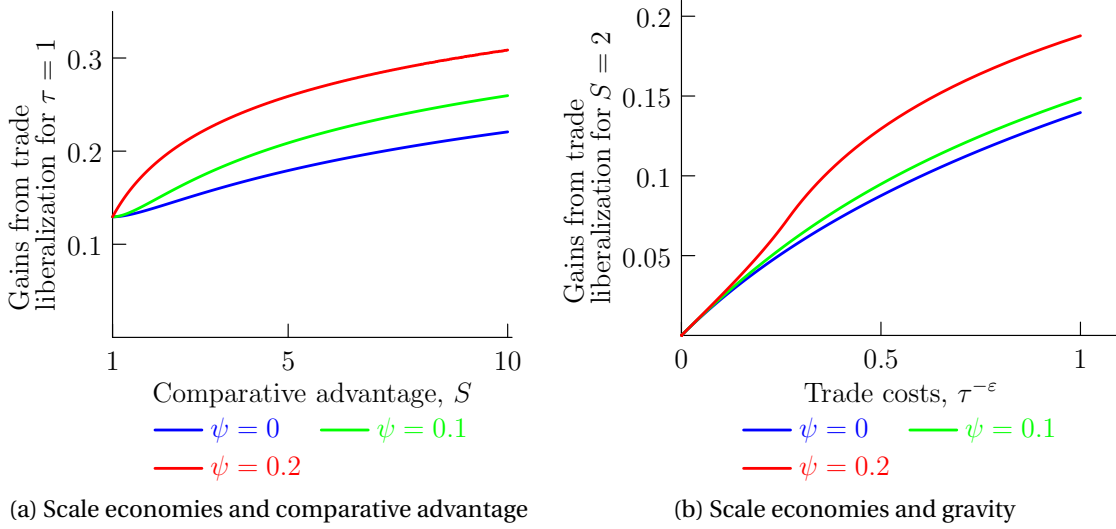 Gains from trade
liberalization for τ = 1
0.3
0.2
0.1
1
5
10
Comparative advantage, S
ψ = 0
ψ = 0.1
ψ = 0.2
(a) Scale economies and comparative advantage
Gains from trade
liberalization for S = 2
0.2
0.15
0.1
0.05
0
0.5
1
Trade costs, τ^{−ε}
ψ = 0
ψ = 0.1
ψ = 0.2
(b) Scale economies and gravity